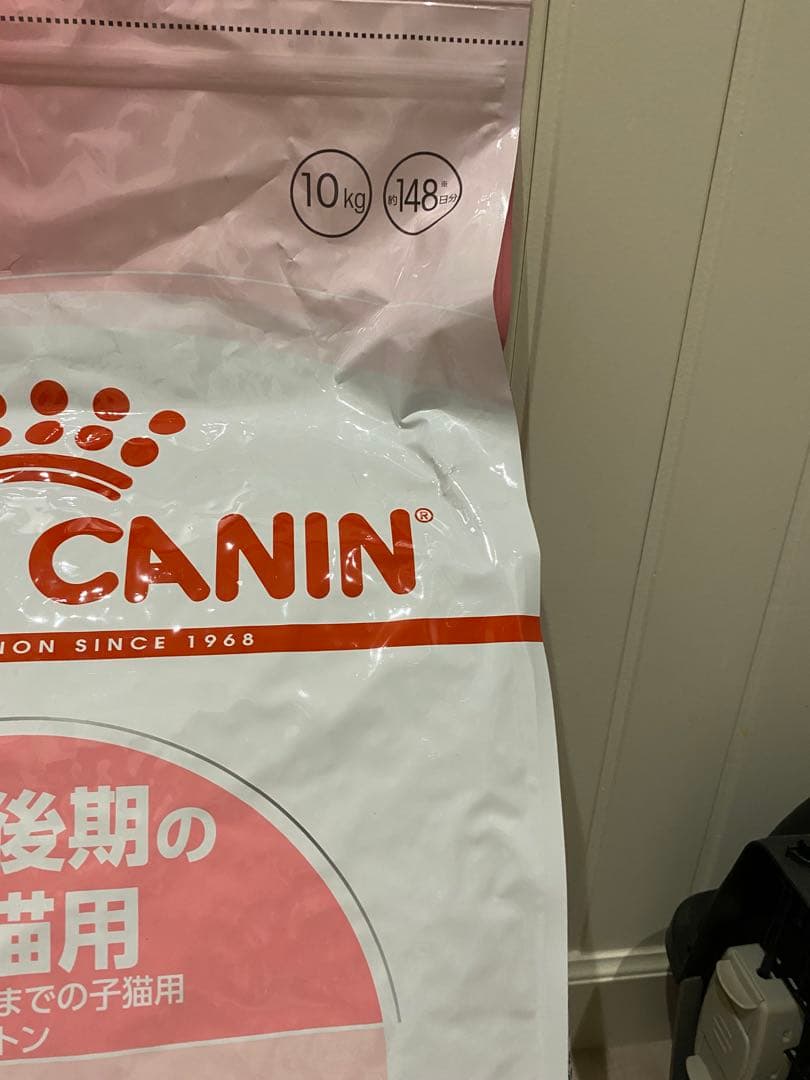 10kg
約148日分※
CANIN®
ION SINCE 1968
後期の
猫用
までの子猫用
トン